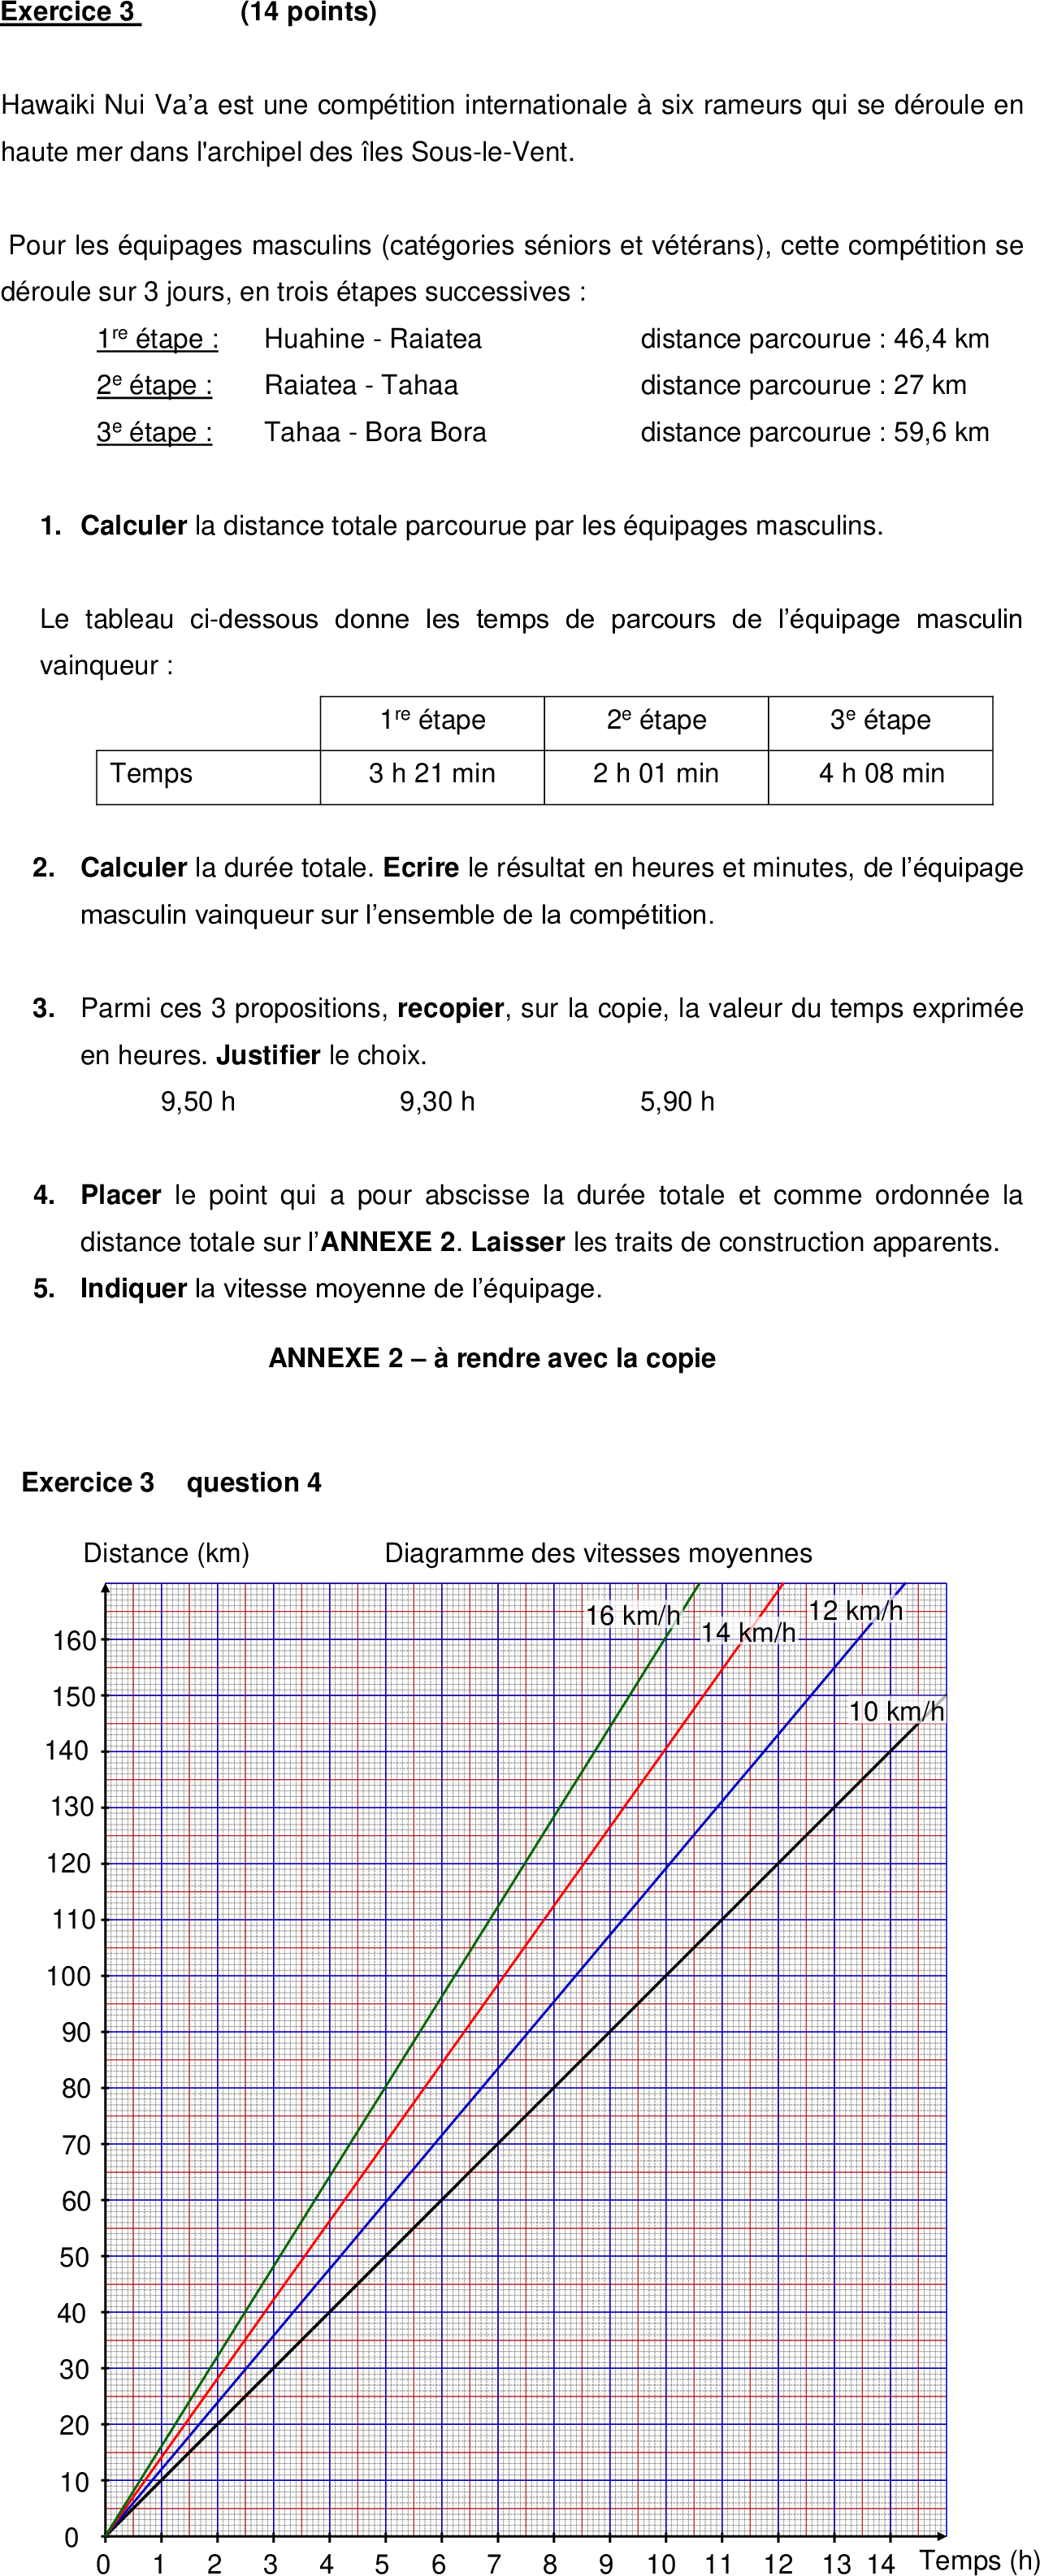 Exercice 3 (14 points)
Hawaiki Nui Va’a est une compétition internationale à six rameurs qui se déroule en
haute mer dans l'archipel des îles Sous-le-Vent.
Pour les équipages masculins (catégories séniors et vétérans), cette compétition se
déroule sur 3 jours, en trois étapes successives :
1re étape : Huahine - Raiatea distance parcourue : 46,4 km
2e étape : Raiatea - Tahaa distance parcourue : 27 km
3e étape : Tahaa - Bora Bora distance parcourue : 59,6 km
1. Calculer la distance totale parcourue par les équipages masculins.
Le tableau ci-dessous donne les temps de parcours de l’équipage masculin
vainqueur :
1re étape 2e étape 3e étape
Temps 3 h 21 min 2 h 01 min 4 h 08 min
2. Calculer la durée totale. Ecrire le résultat en heures et minutes, de l’équipage
masculin vainqueur sur l’ensemble de la compétition.
3. Parmi ces 3 propositions, recopier, sur la copie, la valeur du temps exprimée
en heures. Justifier le choix.
9,50 h 9,30 h 5,90 h
4. Placer le point qui a pour abscisse la durée totale et comme ordonnée la
distance totale sur l’ANNEXE 2. Laisser les traits de construction apparents.
5. Indiquer la vitesse moyenne de l’équipage.
ANNEXE 2 – à rendre avec la copie
Exercice 3 question 4
Distance (km) Diagramme des vitesses moyennes
16 km/h
14 km/h
12 km/h
10 km/h
160
150
140
130
120
110
100
90
80
70
60
50
40
30
20
10
0
0 1 2 3 4 5 6 7 8 9 10 11 12 13 14 Temps (h)